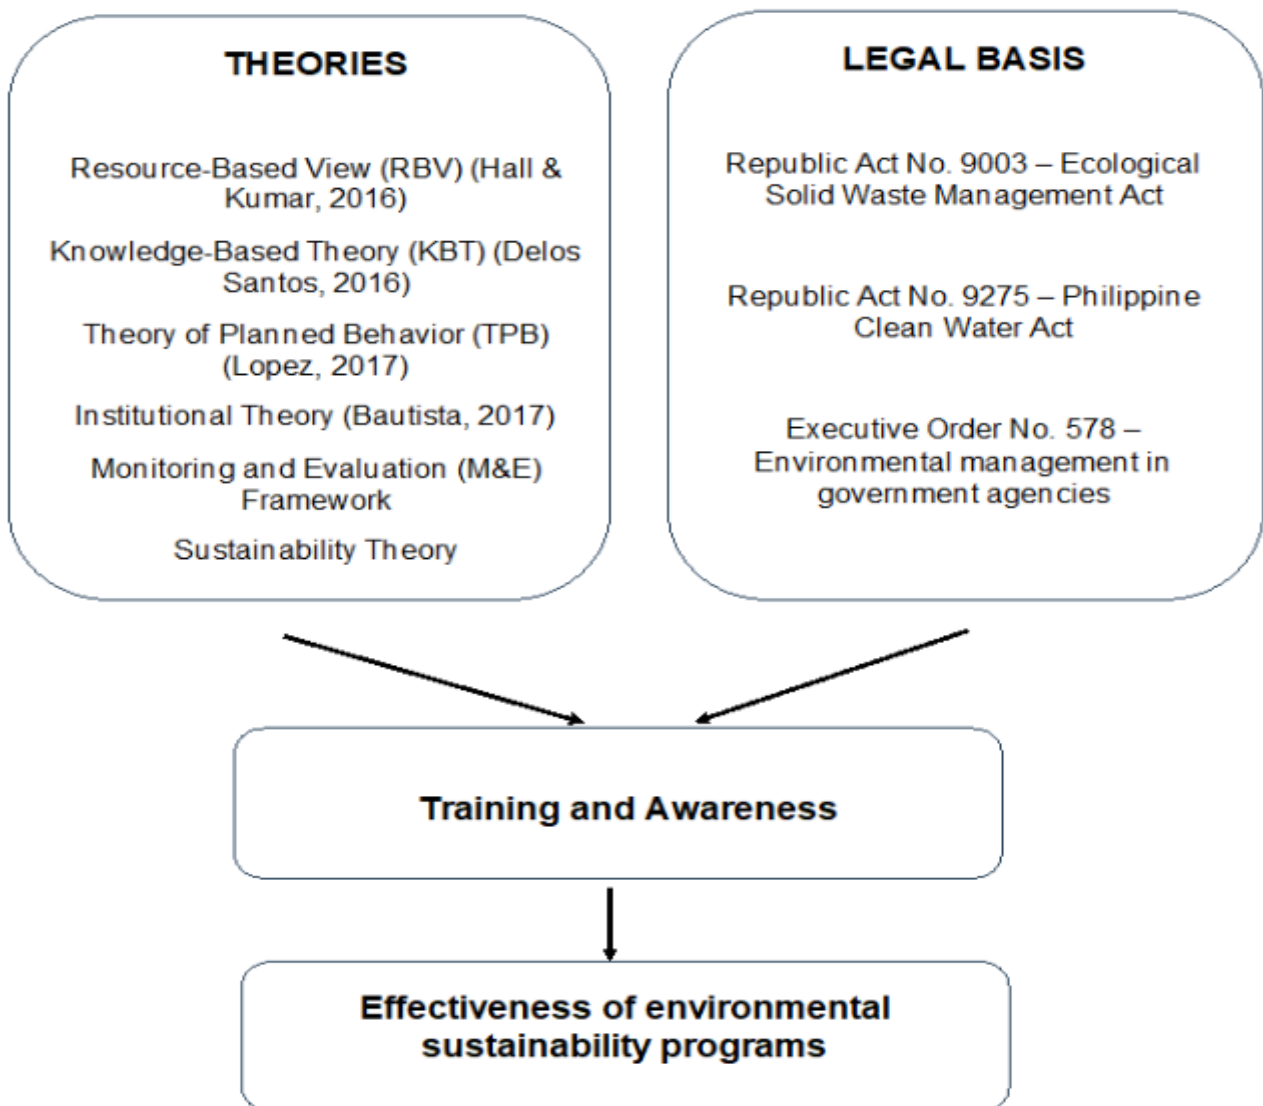 THEORIES
Resource-Based View (RBV) (Hall &
Kumar, 2016)
Knowledge-Based Theory (KBT) (Delos
Santos, 2016)
Theory of Planned Behavior (TPB)
(Lopez, 2017)
Institutional Theory (Bautista, 2017)
Monitoring and Evaluation (M&E)
Framework
Sustainability Theory
LEGAL BASIS
Republic Act No. 9003 – Ecological
Solid Waste Management Act
Republic Act No. 9275 – Philippine
Clean Water Act
Executive Order No. 578 –
Environmental management in
government agencies
Training and Awareness
Effectiveness of environmental
sustainability programs